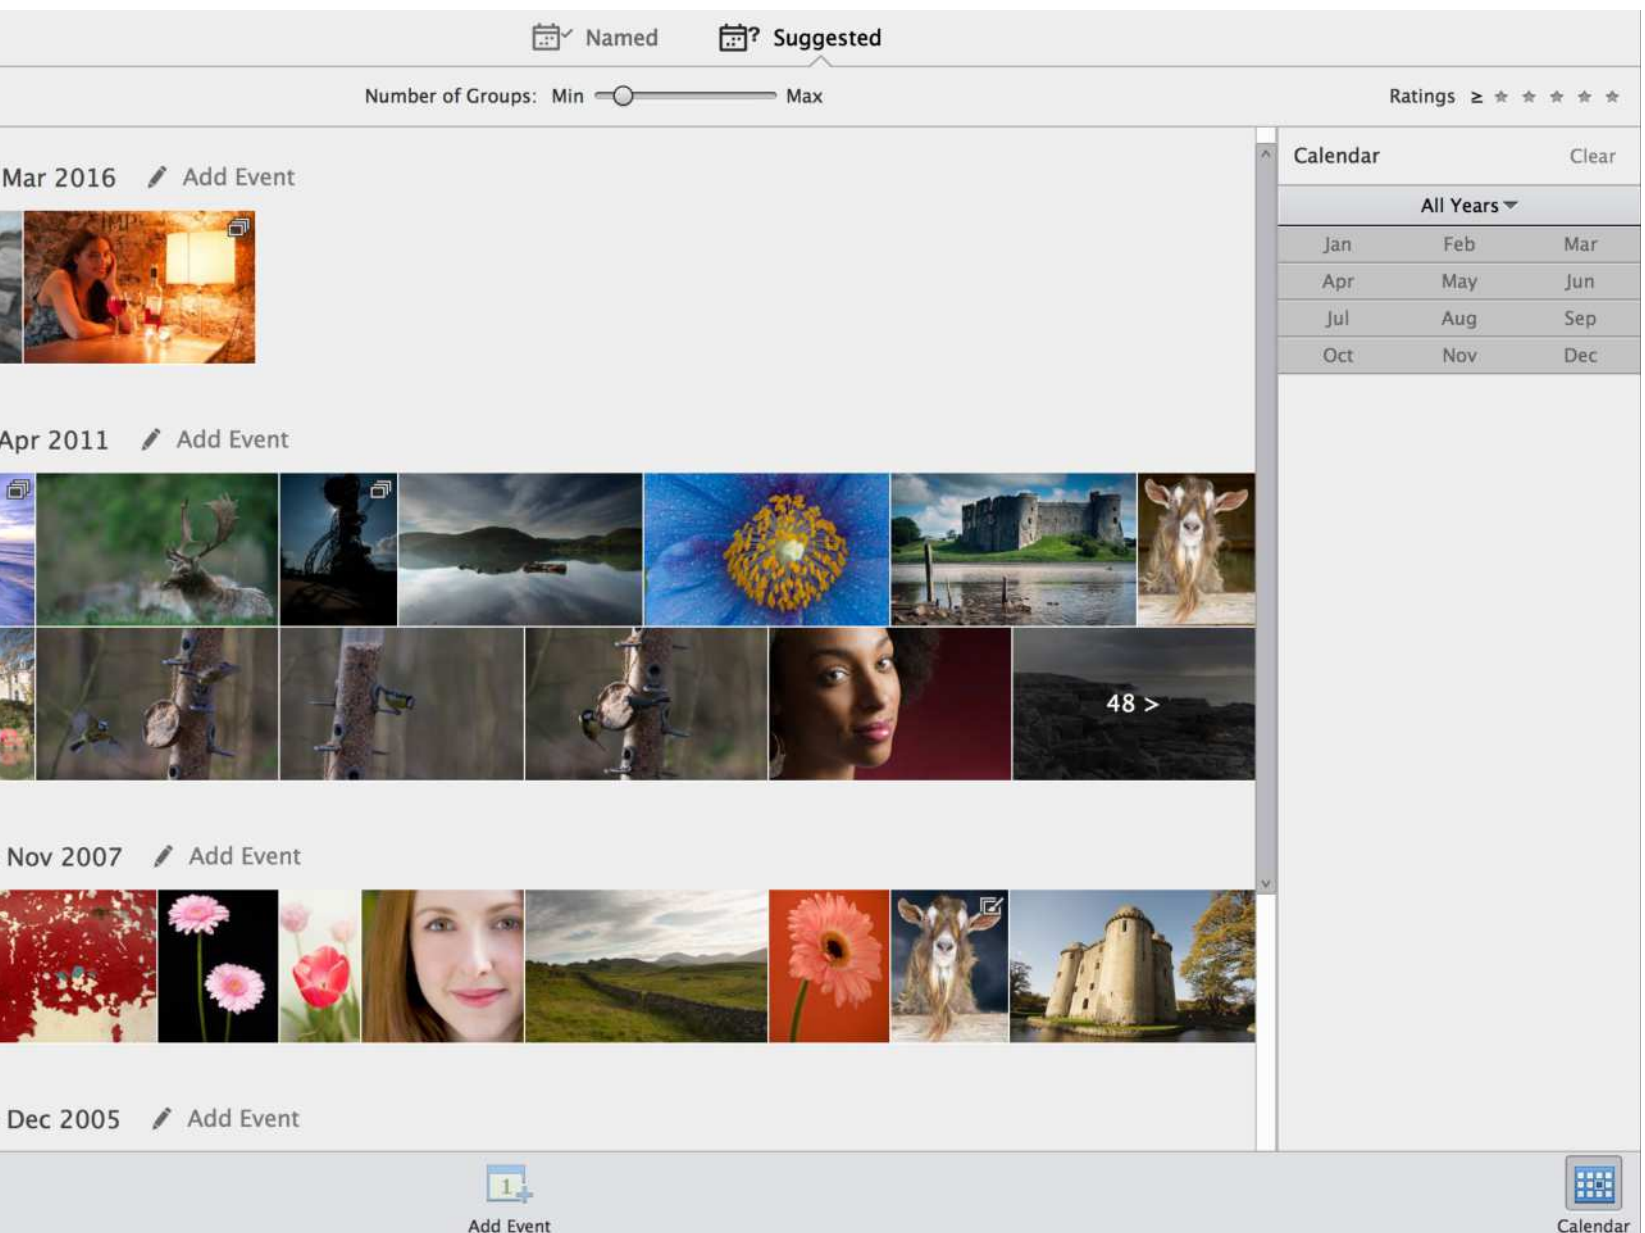 Named Suggested
Number of Groups: Min Max Ratings ≥
Mar 2016 Add Event
Calendar Clear
All Years
Jan Feb Mar
Apr May Jun
Jul Aug Sep
Oct Nov Dec
Apr 2011 Add Event
48 >
Nov 2007 Add Event
Dec 2005 Add Event
1
Add Event
Calendar